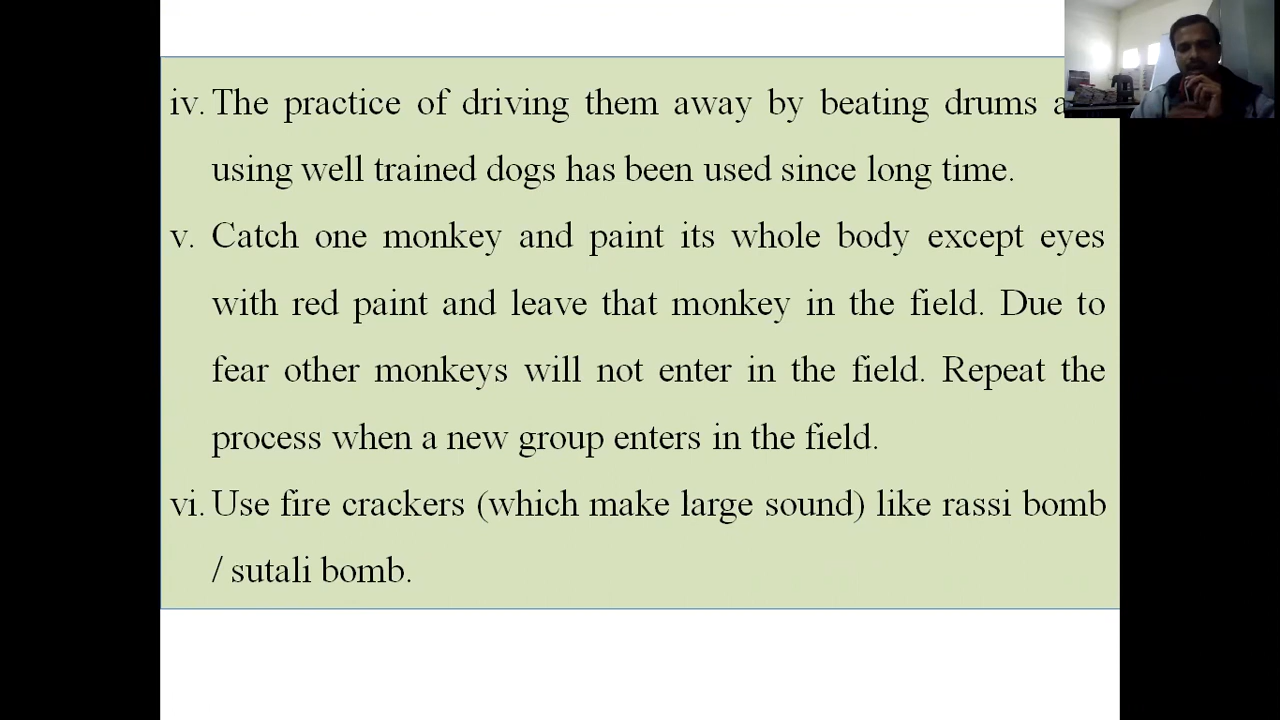 iv. The practice of driving them away by beating drums
using well trained dogs has been used since long time.
v. Catch one monkey and paint its whole body except eyes
with red paint and leave that monkey in the field. Due to
fear other monkeys will not enter in the field. Repeat the
process when a new group enters in the field.
vi. Use fire crackers (which make large sound) like rassi bomb
/ sutali bomb.